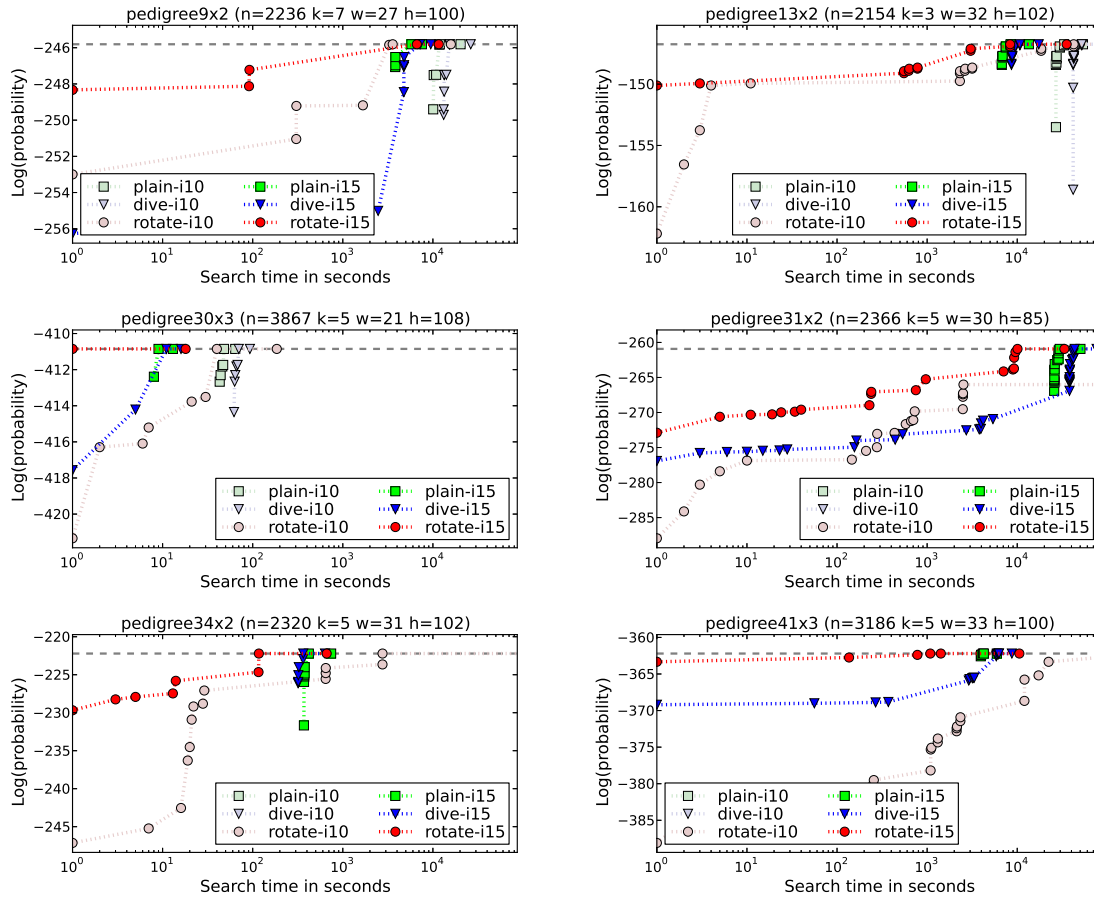 pedigree9x2 (n=2236 k=7 w=27 h=100)
Log(probability)
−246
−248
−249
−250
−252
−254
−256
plain-i10 plain-i15
dive-i10 dive-i15
rotate-i10 rotate-i15
10^0 10^1 10^2 10^3 10^4
Search time in seconds
pedigree13x2 (n=2154 k=3 w=32 h=102)
Log(probability)
−150
−155
−160
plain-i10 plain-i15
dive-i10 dive-i15
rotate-i10 rotate-i15
10^0 10^1 10^2 10^3 10^4
Search time in seconds
pedigree30x3 (n=3867 k=5 w=21 h=108)
Log(probability)
−410
−412
−414
−416
−418
−420
plain-i10 plain-i15
dive-i10 dive-i15
rotate-i10 rotate-i15
10^0 10^1 10^2 10^3 10^4
Search time in seconds
pedigree31x2 (n=2366 k=5 w=30 h=85)
Log(probability)
−260
−265
−270
−275
−280
−285
plain-i10 plain-i15
dive-i10 dive-i15
rotate-i10 rotate-i15
10^0 10^1 10^2 10^3 10^4
Search time in seconds
pedigree34x2 (n=2320 k=5 w=31 h=102)
Log(probability)
−220
−225
−230
−235
−240
−245
plain-i10 plain-i15
dive-i10 dive-i15
rotate-i10 rotate-i15
10^0 10^1 10^2 10^3 10^4
Search time in seconds
pedigree41x3 (n=3186 k=5 w=33 h=100)
Log(probability)
−360
−365
−370
−375
−380
−385
plain-i10 plain-i15
dive-i10 dive-i15
rotate-i10 rotate-i15
10^0 10^1 10^2 10^3 10^4
Search time in seconds